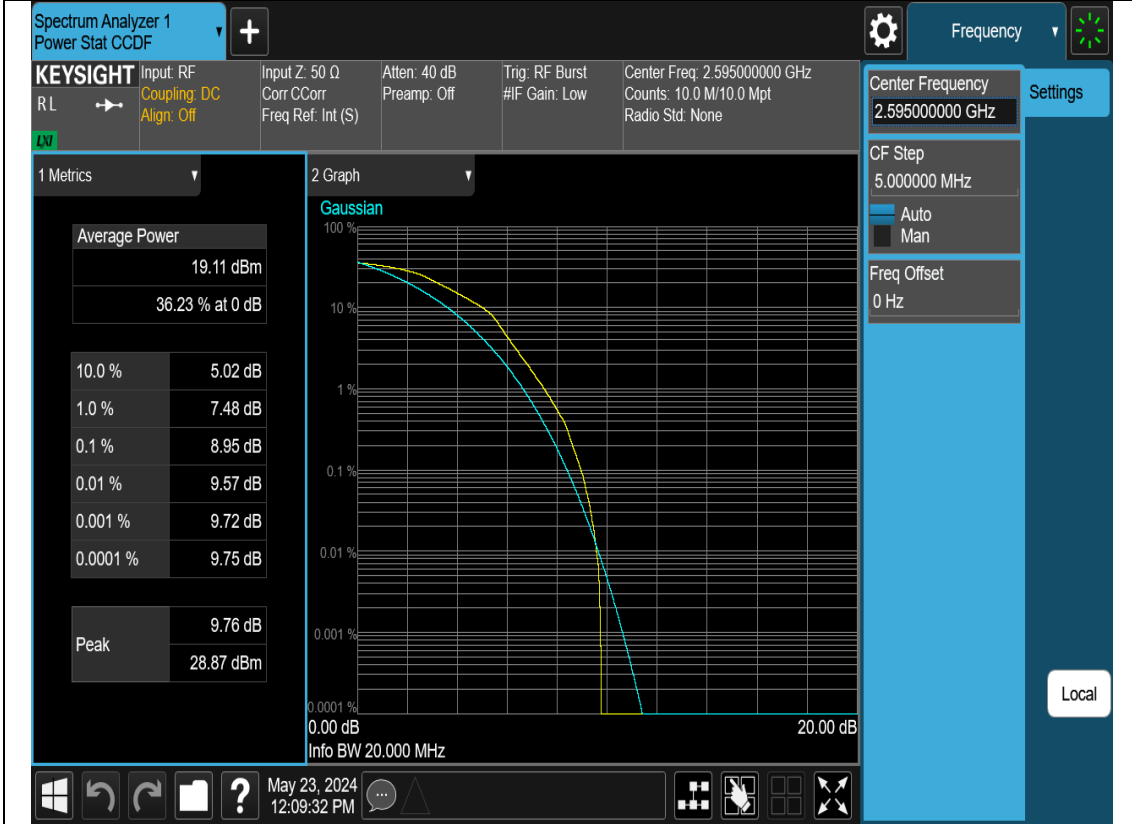 Spectrum Analyzer 1
Power Stat CCDF
Frequency
KEYSIGHT
RL
LXI
Input: RF
Coupling: DC
Align: Off
Input Z: 50 Ω
Corr CCorr
Freq Ref: Int (S)
Atten: 40 dB
Preamp: Off
Trig: RF Burst
#IF Gain: Low
Center Freq: 2.595000000 GHz
Counts: 10.0 M/10.0 Mpt
Radio Std: None
Center Frequency
2.595000000 GHz
Settings
CF Step
5.000000 MHz
Auto
Man
Freq Offset
0 Hz
1 Metrics
Average Power
19.11 dBm
36.23 % at 0 dB
10.0 % 5.02 dB
1.0 % 7.48 dB
0.1 % 8.95 dB
0.01 % 9.57 dB
0.001 % 9.72 dB
0.0001 % 9.75 dB
Peak
9.76 dB
28.87 dBm
2 Graph
Gaussian
100 %
10 %
1 %
0.1 %
0.01 %
0.001 %
0.0001 %
0.00 dB 20.00 dB
Info BW 20.000 MHz
Local
May 23, 2024
12:09:32 PM